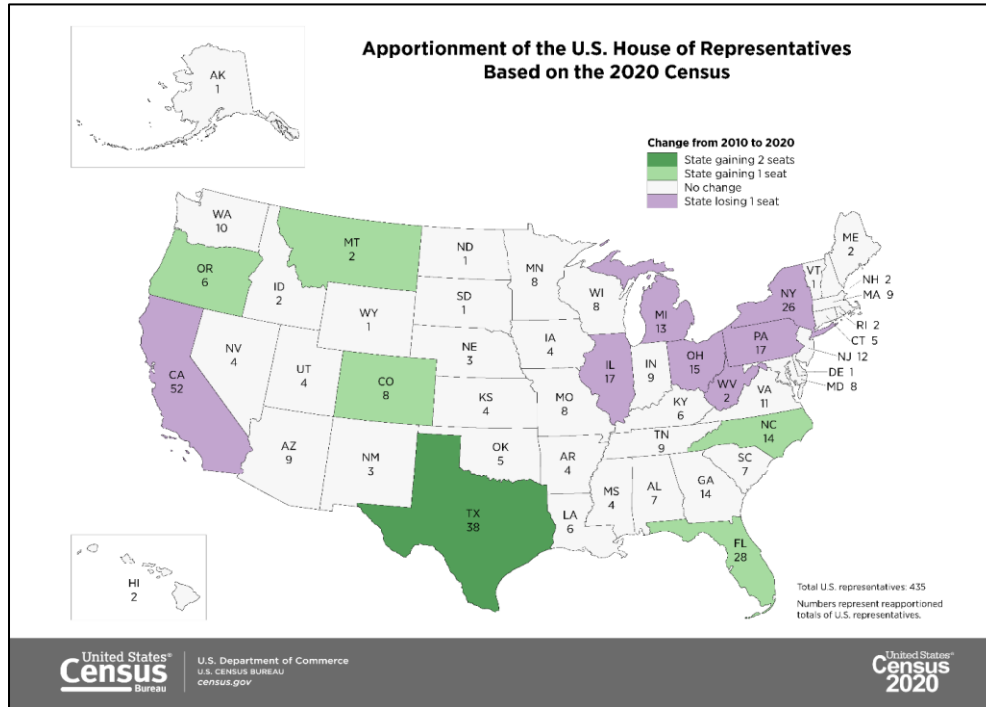 Apportionment of the U.S. House of Representatives
Based on the 2020 Census
AK
1
Change from 2010 to 2020
State gaining 2 seats
State gaining 1 seat
No change
State losing 1 seat
WA
10
OR
6
CA
52
NV
4
ID
2
MT
2
WY
1
UT
4
AZ
9
CO
8
NM
3
ND
1
SD
1
NE
3
KS
4
OK
5
TX
38
MN
8
IA
4
MO
8
AR
4
LA
6
WI
8
IL
17
MS
4
MI
13
IN
9
KY
6
TN
9
AL
7
OH
15
WV
2
GA
14
FL
28
SC
7
NC
14
VA
11
PA
17
NY
26
VT
1
ME
2
NH 2
MA 9
RI 2
CT 5
NJ 12
DE 1
MD 8
HI
2
Total U.S. representatives: 435
Numbers represent reapportioned
totals of U.S. representatives.
United States®
Census
Bureau
U.S. Department of Commerce
U.S. CENSUS BUREAU
census.gov
United States®
Census
2020